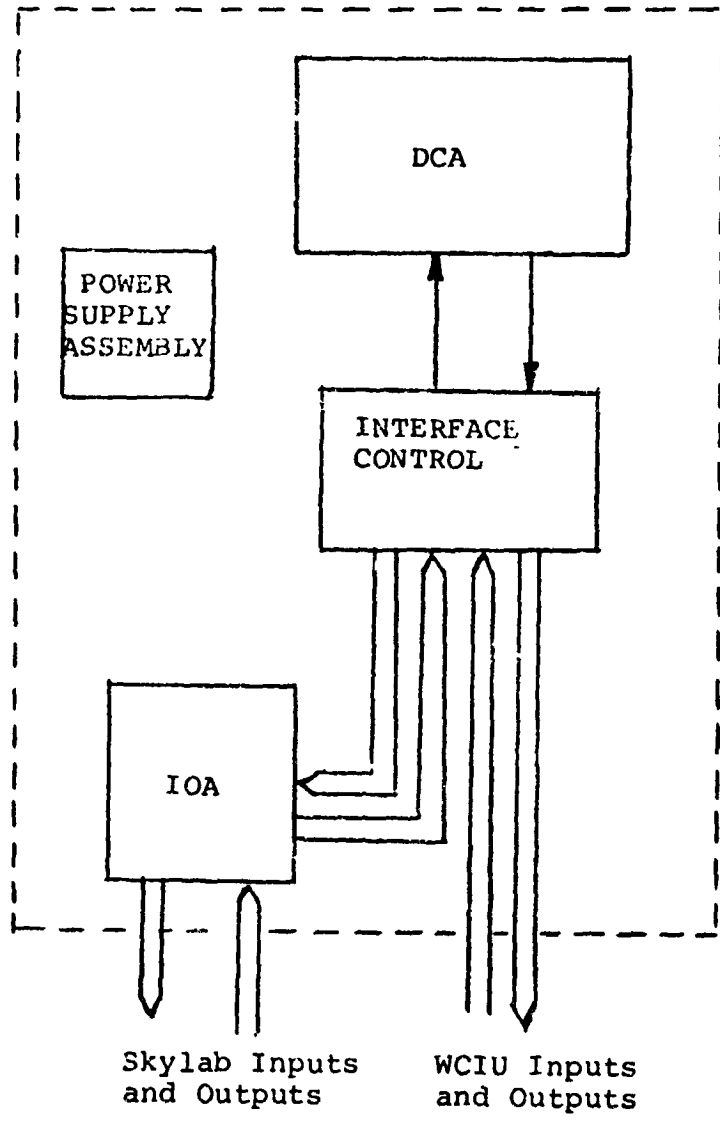 DCA
POWER
SUPPLY
ASSEMBLY
INTERFACE
CONTROL
IOA
Skylab Inputs
and Outputs
WCIU Inputs
and Outputs